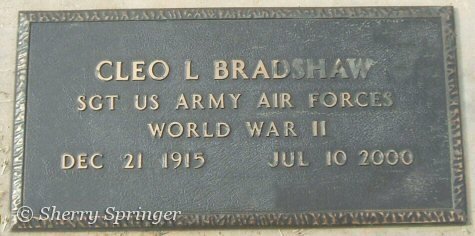 CLEO L BRADSHAW
SGT US ARMY AIR FORCES
WORLD WAR II
DEC 21 1915 JUL 10 2000
© Sherry Springer